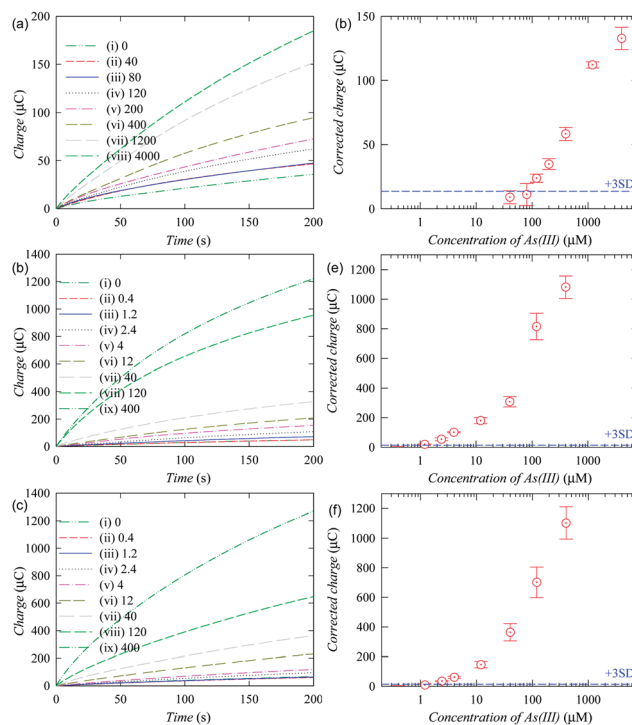 (a)
200
150
100
50
0
Charge (μC)
(i) 0
(ii) 40
(iii) 80
(iv) 120
(v) 200
(vi) 400
(vii) 1200
(viii) 4000
0 50 100 150 200
Time (s)
(b)
150
100
50
0
Corrected charge (μC)
+3SD
1 10 100 1000
Concentration of As(III) (μM)
(b)
1400
1200
1000
800
600
400
200
0
Charge (μC)
(i) 0
(ii) 0.4
(iii) 1.2
(iv) 2.4
(v) 4
(vi) 12
(vii) 40
(viii) 120
(ix) 400
0 50 100 150 200
Time (s)
(e)
1200
1000
800
600
400
200
0
Corrected charge (μC)
+3SD
1 10 100 1000
Concentration of As(III) (μM)
(c)
1400
1200
1000
800
600
400
200
0
Charge (μC)
(i) 0
(ii) 0.4
(iii) 1.2
(iv) 2.4
(v) 4
(vi) 12
(vii) 40
(viii) 120
(ix) 400
0 50 100 150 200
Time (s)
(f)
1200
1000
800
600
400
200
0
Corrected charge (μC)
+3SD
1 10 100 1000
Concentration of As(III) (μM)